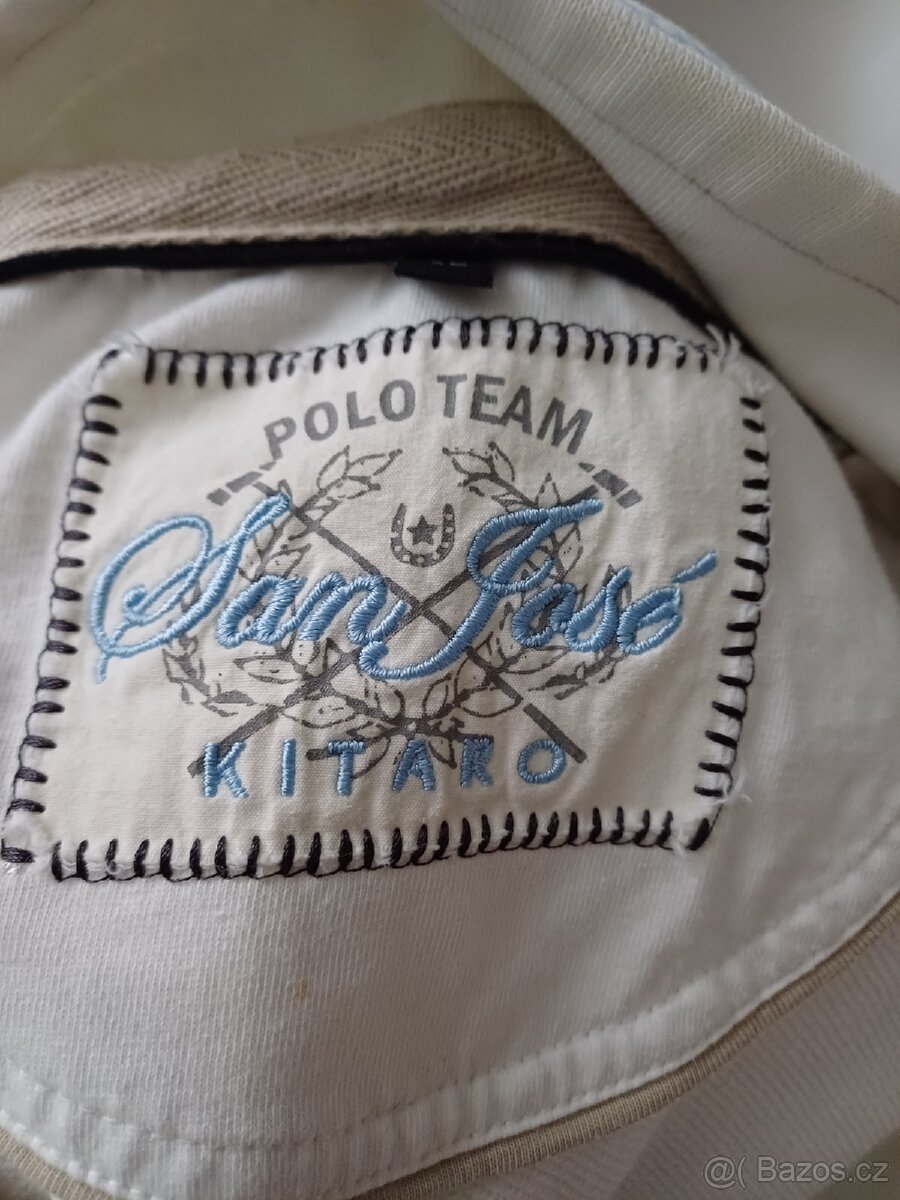 POLO TEAM
San José
KITARO
@( Bazos.cz